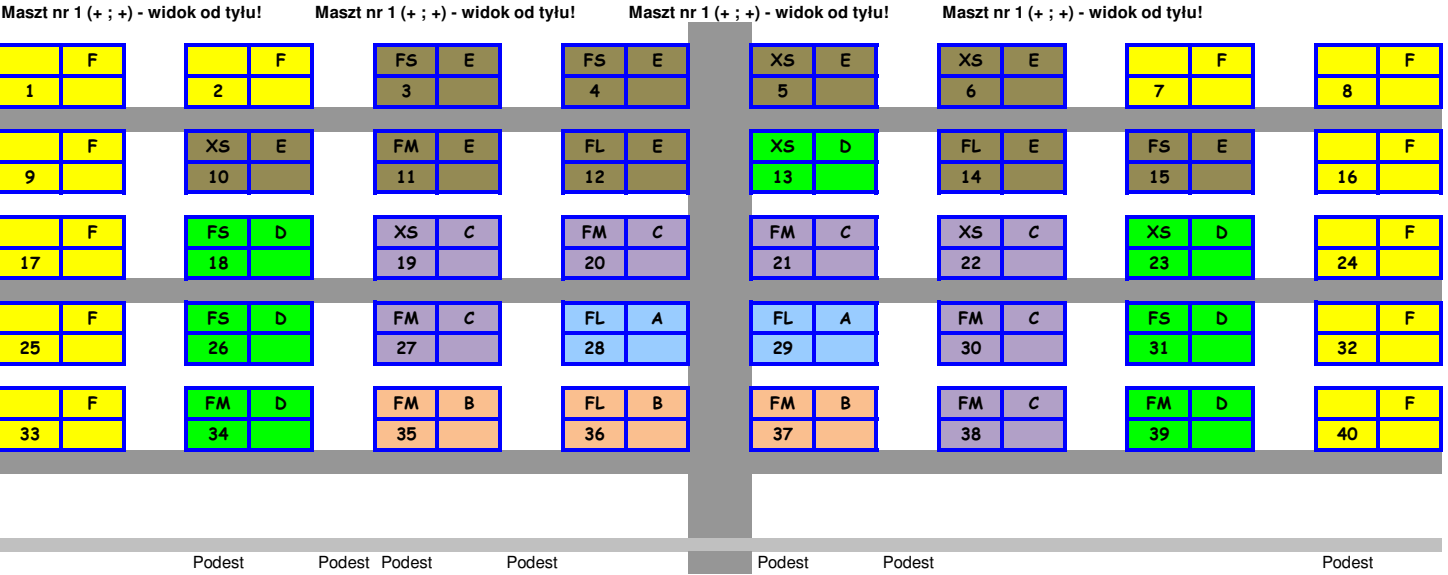 Maszt nr 1 (+ ; +) - widok od tyłu! Maszt nr 1 (+ ; +) - widok od tyłu! Maszt nr 1 (+ ; +) - widok od tyłu! Maszt nr 1 (+ ; +) - widok od tyłu!
F F FS E FS E XS E XS E F F
1 2 3 4 5 6 7 8
F XS E FM E FL E XS D FL E FS E F
9 10 11 12 13 14 15 16
F FS D XS C FM C FM C XS C XS D F
17 18 19 20 21 22 23 24
F FS D FM C FL A FL A FM C FS D F
25 26 27 28 29 30 31 32
F FM D FM B FL B FM B FM C FM D F
33 34 35 36 37 38 39 40
Podest Podest Podest Podest Podest Podest Podest